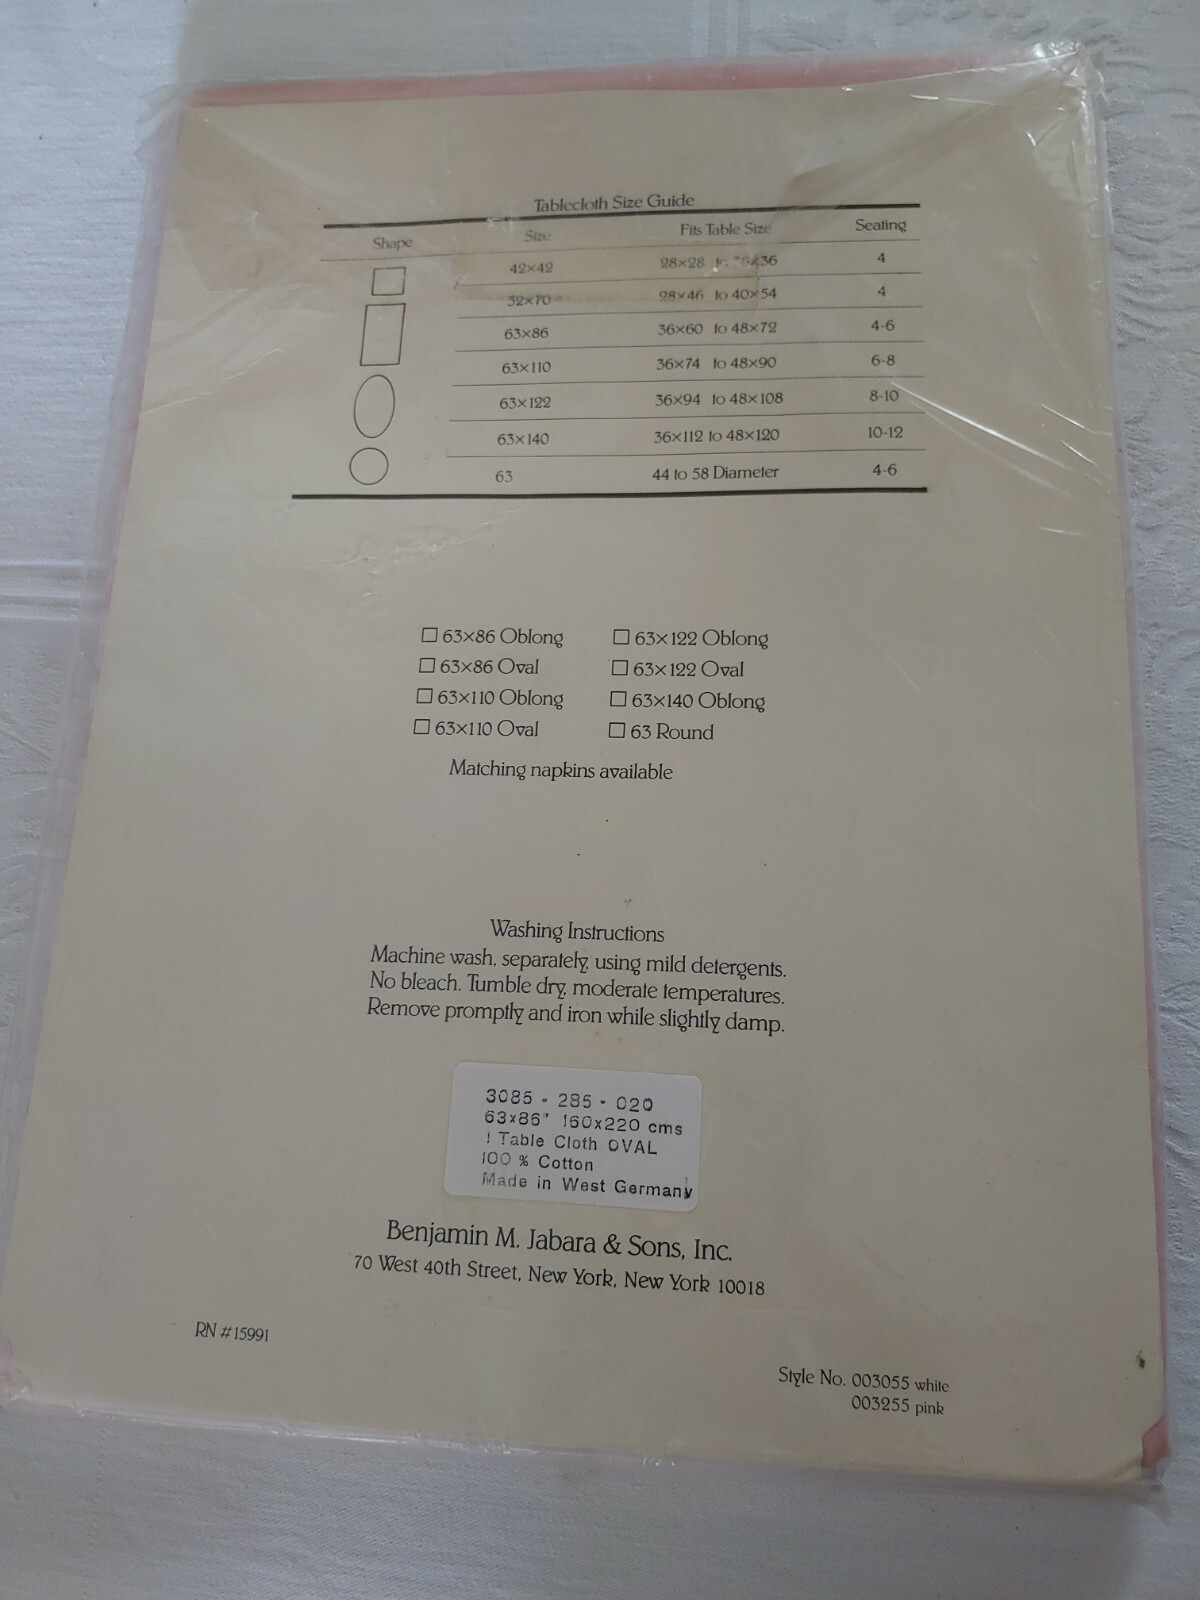 Tablecloth Size Guide
Shape Size Fits Table Size Seating
42×42 28×28 to 36×36 4
52×70 28×46 to 40×54 4
63×86 36×60 to 48×72 4-6
63×110 36×74 to 48×90 6-8
63×122 36×94 to 48×108 8-10
63×140 36×112 to 48×120 10-12
63 44 to 58 Diameter 4-6
63×86 Oblong 63×122 Oblong
63×86 Oval 63×122 Oval
63×110 Oblong 63×140 Oblong
63×110 Oval 63 Round
Matching napkins available
Washing Instructions
Machine wash, separately, using mild detergents.
No bleach. Tumble dry, moderate temperatures.
Remove promptly and iron while slightly damp.
3085 - 285 - 020
63x86" 160x220 cms
1 Table Cloth OVAL
100 % Cotton
Made in West Germany
Benjamin M. Jabara & Sons, Inc.
70 West 40th Street, New York, New York 10018
RN #15991
Style No. 003055 white
003255 pink